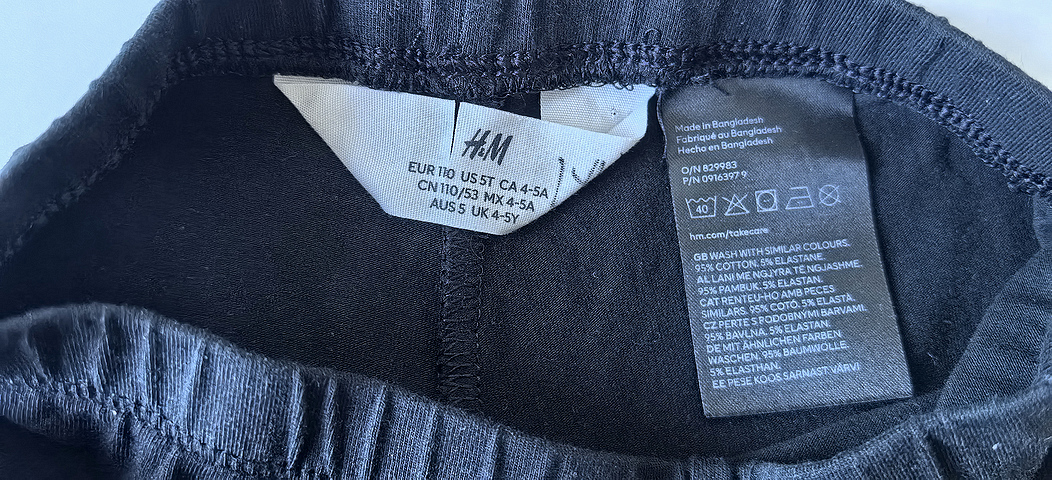 H&M
EUR 110 US 5T CA 4-5A
CN 110/53 MX 4-5A
AUS 5 UK 4-5Y
Made in Bangladesh
Fabriqué au Bangladesh
Hecho en Bangladesh
O/N 829983
P/N 0916397 9
40
hm.com/takecare
GB WASH WITH SIMILAR COLOURS.
95% COTTON. 5% ELASTANE.
AL LANI ME NGJYRA TË NGJASHME.
95% PAMBUK. 5% ELASTAN.
CAT RENTEU-HO AMB PECES
SIMILARS. 95% COTÓ. 5% ELASTÀ.
CZ PERTE S PODOBNÝMI BARVAMI.
95% BAVLNA. 5% ELASTAN.
DE MIT ÄHNLICHEN FARBEN
WASCHEN. 95% BAUMWOLLE.
5% ELASTHAN.
EE PESE KOOS SARNAST VÄRVI